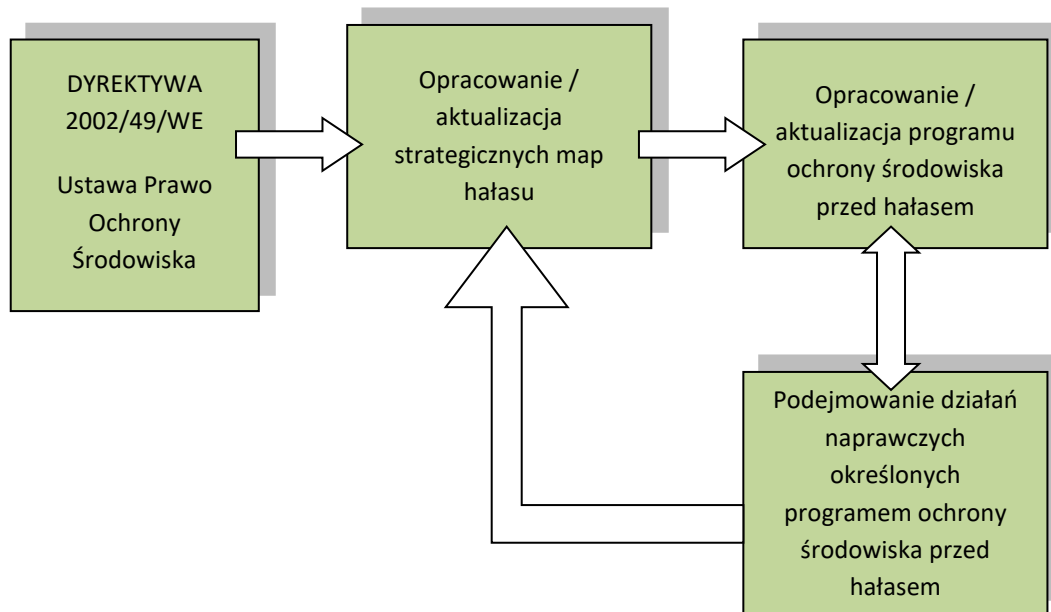 DYREKTYWA
2002/49/WE
Ustawa Prawo
Ochrony
Środowiska
Opracowanie /
aktualizacja
strategicznych map
hałasu
Opracowanie /
aktualizacja programu
ochrony środowiska
przed hałasem
Podejmowanie działań
naprawczych
określonych
programem ochrony
środowiska przed
hałasem